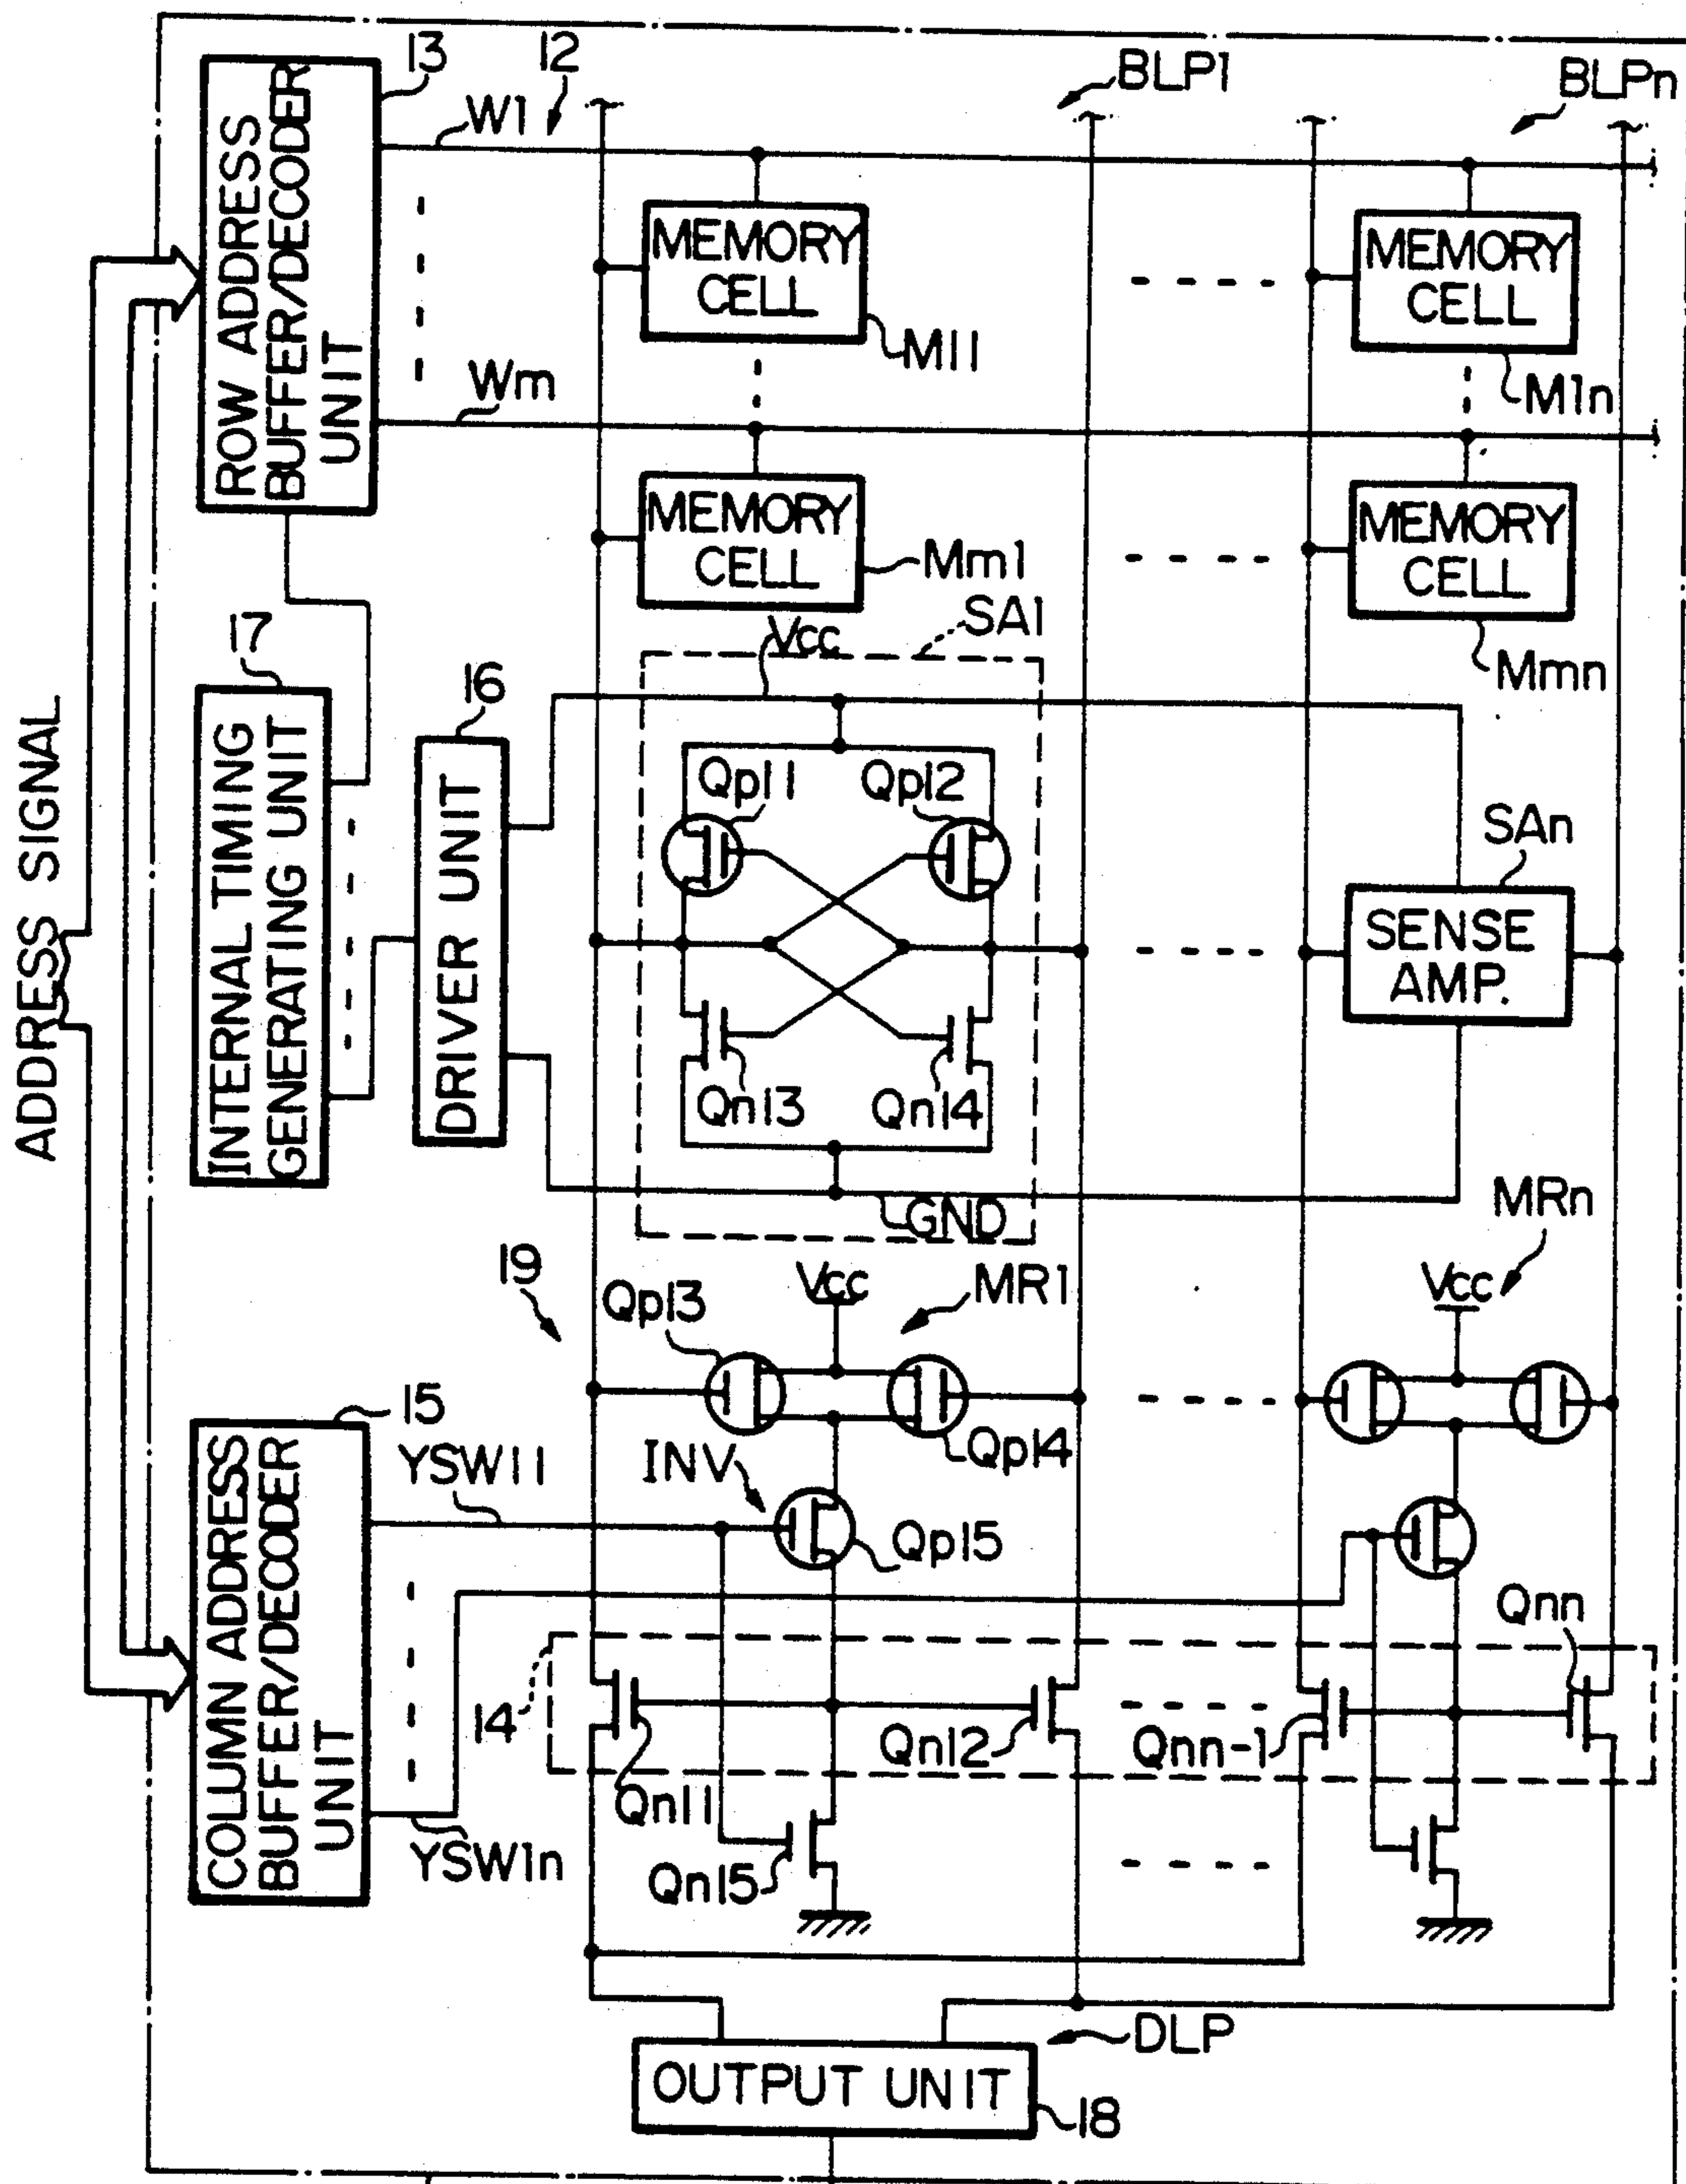 13
12
BLP1
BLPn
W1
ROW ADDRESS
BUFFER/DECODER
UNIT
MEMORY
CELL
MEMORY
CELL
M11
M1n
Wm
MEMORY
CELL
MEMORY
CELL
Mm1
Mmn
SA1
Vcc
17
16
ADDRESS SIGNAL
INTERNAL TIMING
GENERATING UNIT
DRIVER UNIT
Qp11
Qp12
SAn
SENSE
AMP.
Qn13
Qn14
GND
MRn
19
Qp13
Vcc
MR1
Vcc
15
YSW11
INV
Qp14
COLUMN ADDRESS
BUFFER/DECODER
UNIT
Qp15
Qnn
14
Qn12
Qnn-1
Qn11
YSW1n
Qn15
DLP
OUTPUT UNIT
18